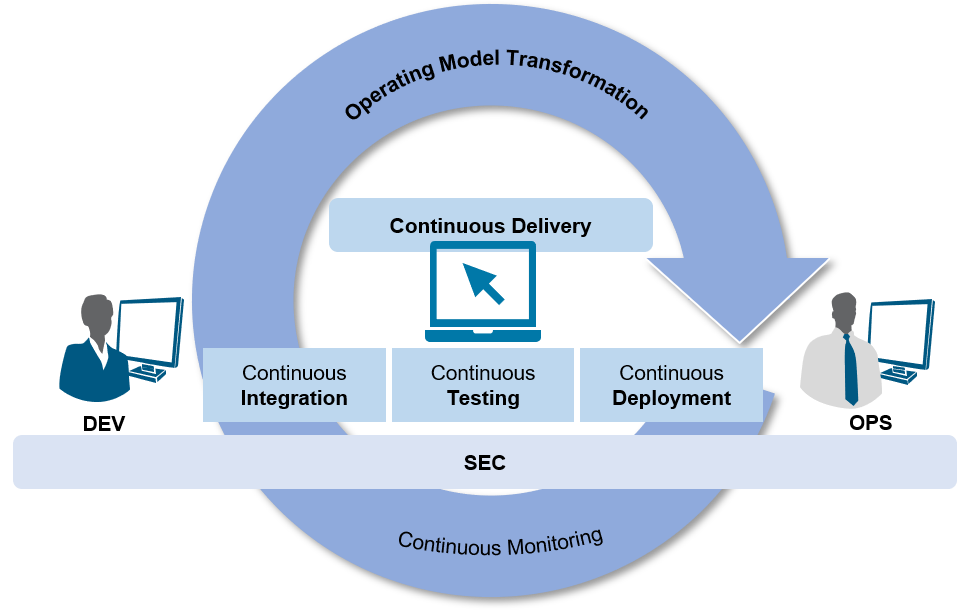 Operating Model Transformation
Continuous Delivery
Continuous
Integration
Continuous
Testing
Continuous
Deployment
DEV
OPS
SEC
Continuous Monitoring